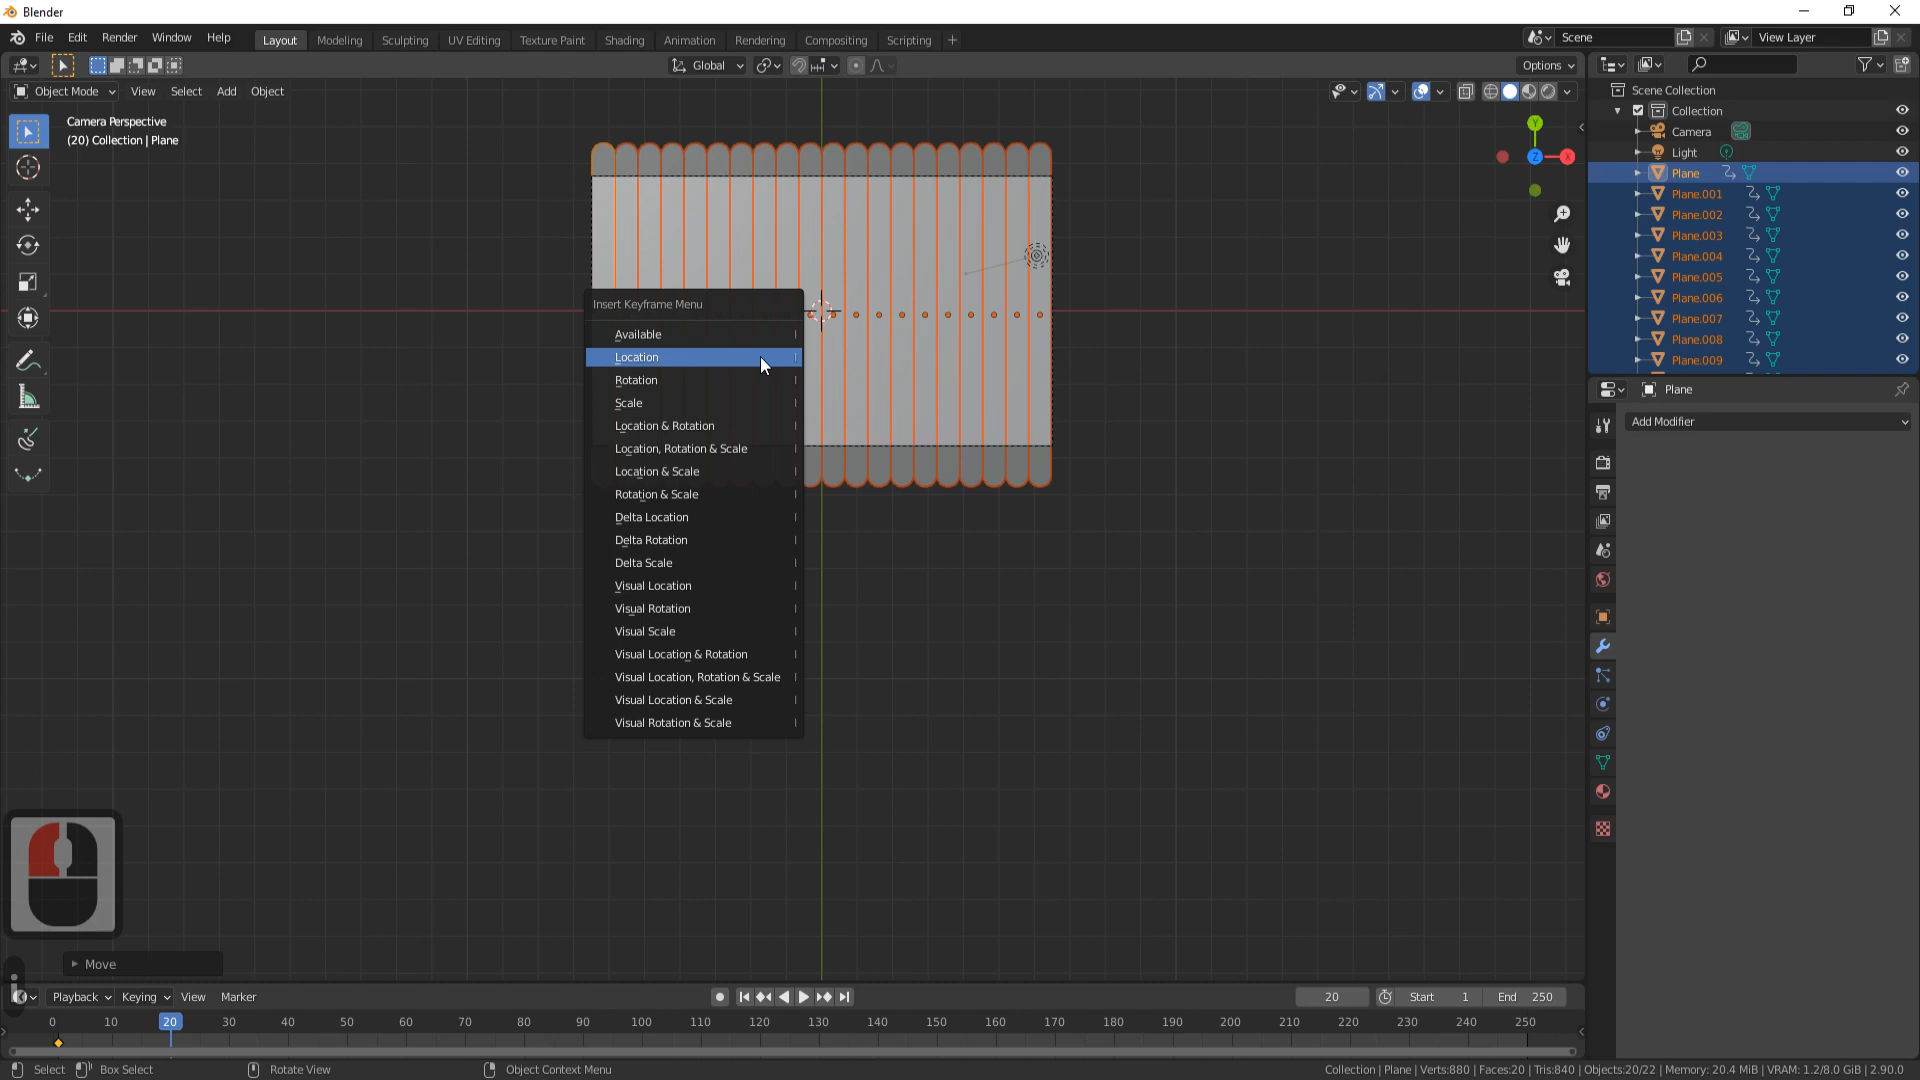 Blender
File Edit Render Window Help
Layout Modeling Sculpting UV Editing Texture Paint Shading Animation Rendering Compositing Scripting +
Scene
View Layer
Global
Options
Object Mode View Select Add Object
Camera Perspective
(20) Collection | Plane
Y
Z
X
Scene Collection
Collection
Camera
Light
Plane
Plane.001
Plane.002
Plane.003
Plane.004
Plane.005
Plane.006
Plane.007
Plane.008
Plane.009
Plane
Add Modifier
Insert Keyframe Menu
Available I
Location I
Rotation I
Scale I
Location & Rotation I
Location, Rotation & Scale I
Location & Scale I
Rotation & Scale I
Delta Location I
Delta Rotation I
Delta Scale I
Visual Location I
Visual Rotation I
Visual Scale I
Visual Location & Rotation I
Visual Location, Rotation & Scale I
Visual Location & Scale I
Visual Rotation & Scale I
Move
Playback Keying View Marker
20 Start 1 End 250
0 10 20 30 40 50 60 70 80 90 100 110 120 130 140 150 160 170 180 190 200 210 220 230 240 250
Select Box Select Rotate View Object Context Menu
Collection | Plane | Verts:880 | Faces:20 | Tris:840 | Objects:20/22 | Memory: 20.4 MiB | VRAM: 1.2/8.0 GiB | 2.90.0